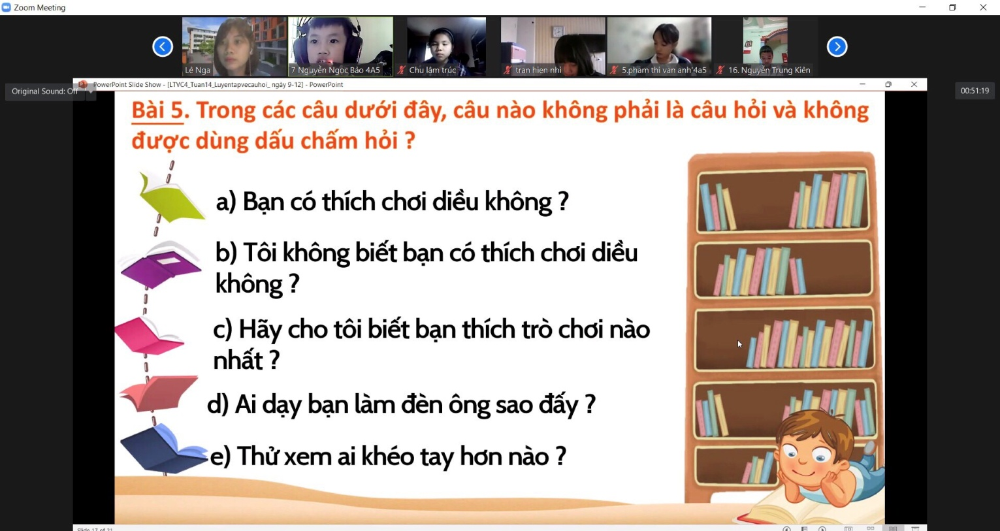 Zoom Meeting
Lê Nga
7 Nguyễn Ngọc Bảo 4A5
Chu lâm trúc
tran hien nhi
5.pham thi van anh'4a5
16. Nguyễn Trung Kiên
Original Sound: Off
PowerPoint Slide Show - [LTVC4_Tuan14_Luyentapvecauhoi_ ngày 9-12] - PowerPoint
00:51:19
Bài 5. Trong các câu dưới đây, câu nào không phải là câu hỏi và không
được dùng dấu chấm hỏi ?
a) Bạn có thích chơi diều không ?
b) Tôi không biết bạn có thích chơi diều
không ?
c) Hãy cho tôi biết bạn thích trò chơi nào
nhất ?
d) Ai dạy bạn làm đèn ông sao đấy ?
e) Thử xem ai khéo tay hơn nào ?
Slide 17 of 21